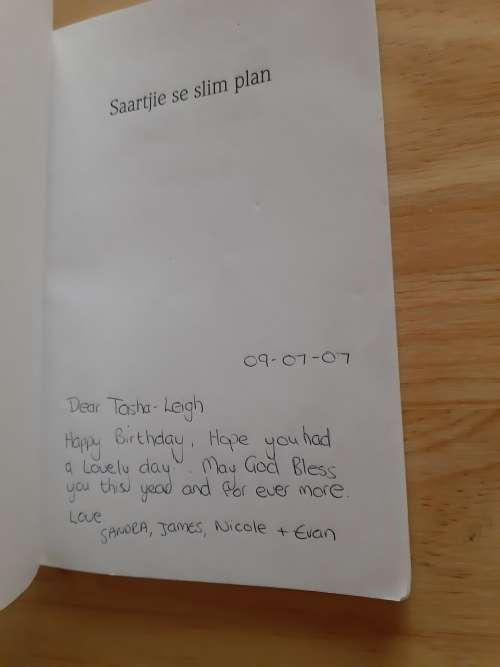 Saartjie se slim plan
09-07-07
Dear Tasha-Leigh
Happy Birthday, Hope you had
a Lovely day. May God Bless
you this year and for ever more.
Love
SANDRA, James, Nicole + Evan